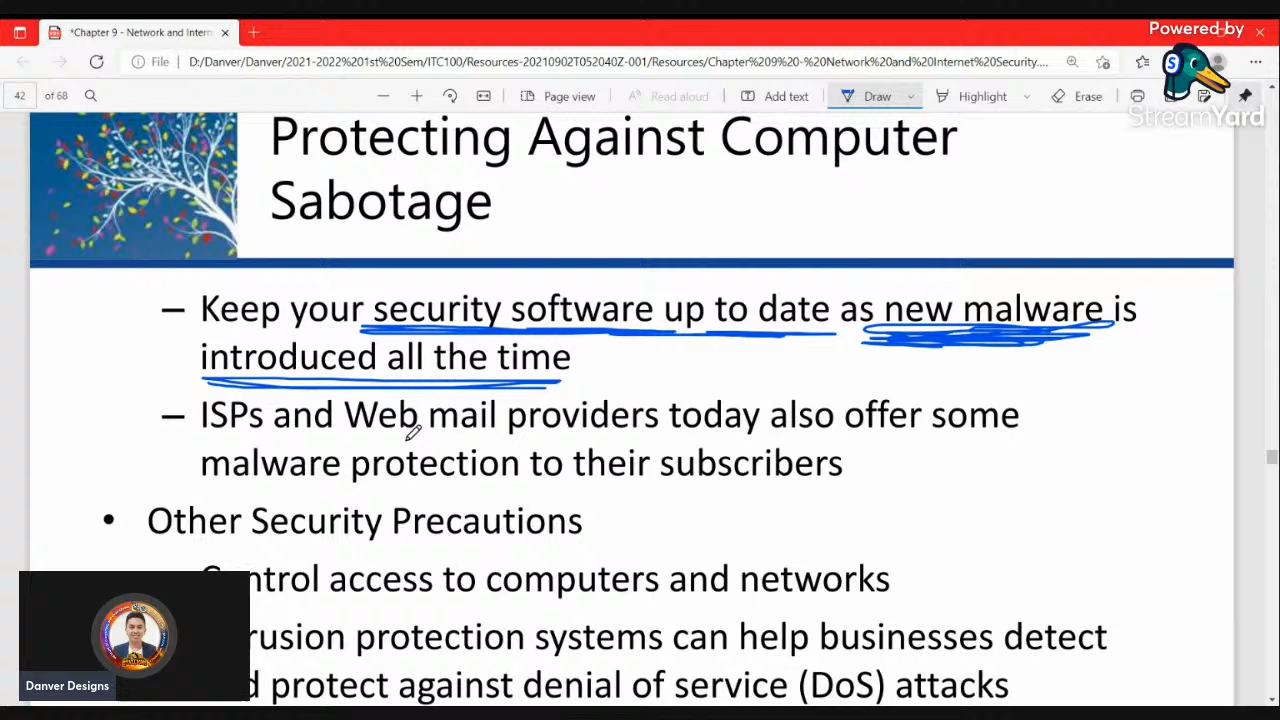 Powered by
*Chapter 9 - Network and Intern
File
D:/Danver/Danver/2021-2022%201st%20Sem/ITC100/Resources-20210902T052040Z-001/Resources/Chapter%209%20-%20Network%20and%20Internet%20Security....
StreamYard
42 of 68
Page view
Read aloud
Add text
Draw
Highlight
Erase
Protecting Against Computer
Sabotage
– Keep your security software up to date as new malware is
introduced all the time
– ISPs and Web mail providers today also offer some
malware protection to their subscribers
• Other Security Precautions
ntrol access to computers and networks
rusion protection systems can help businesses detect
d protect against denial of service (DoS) attacks
Danver Designs